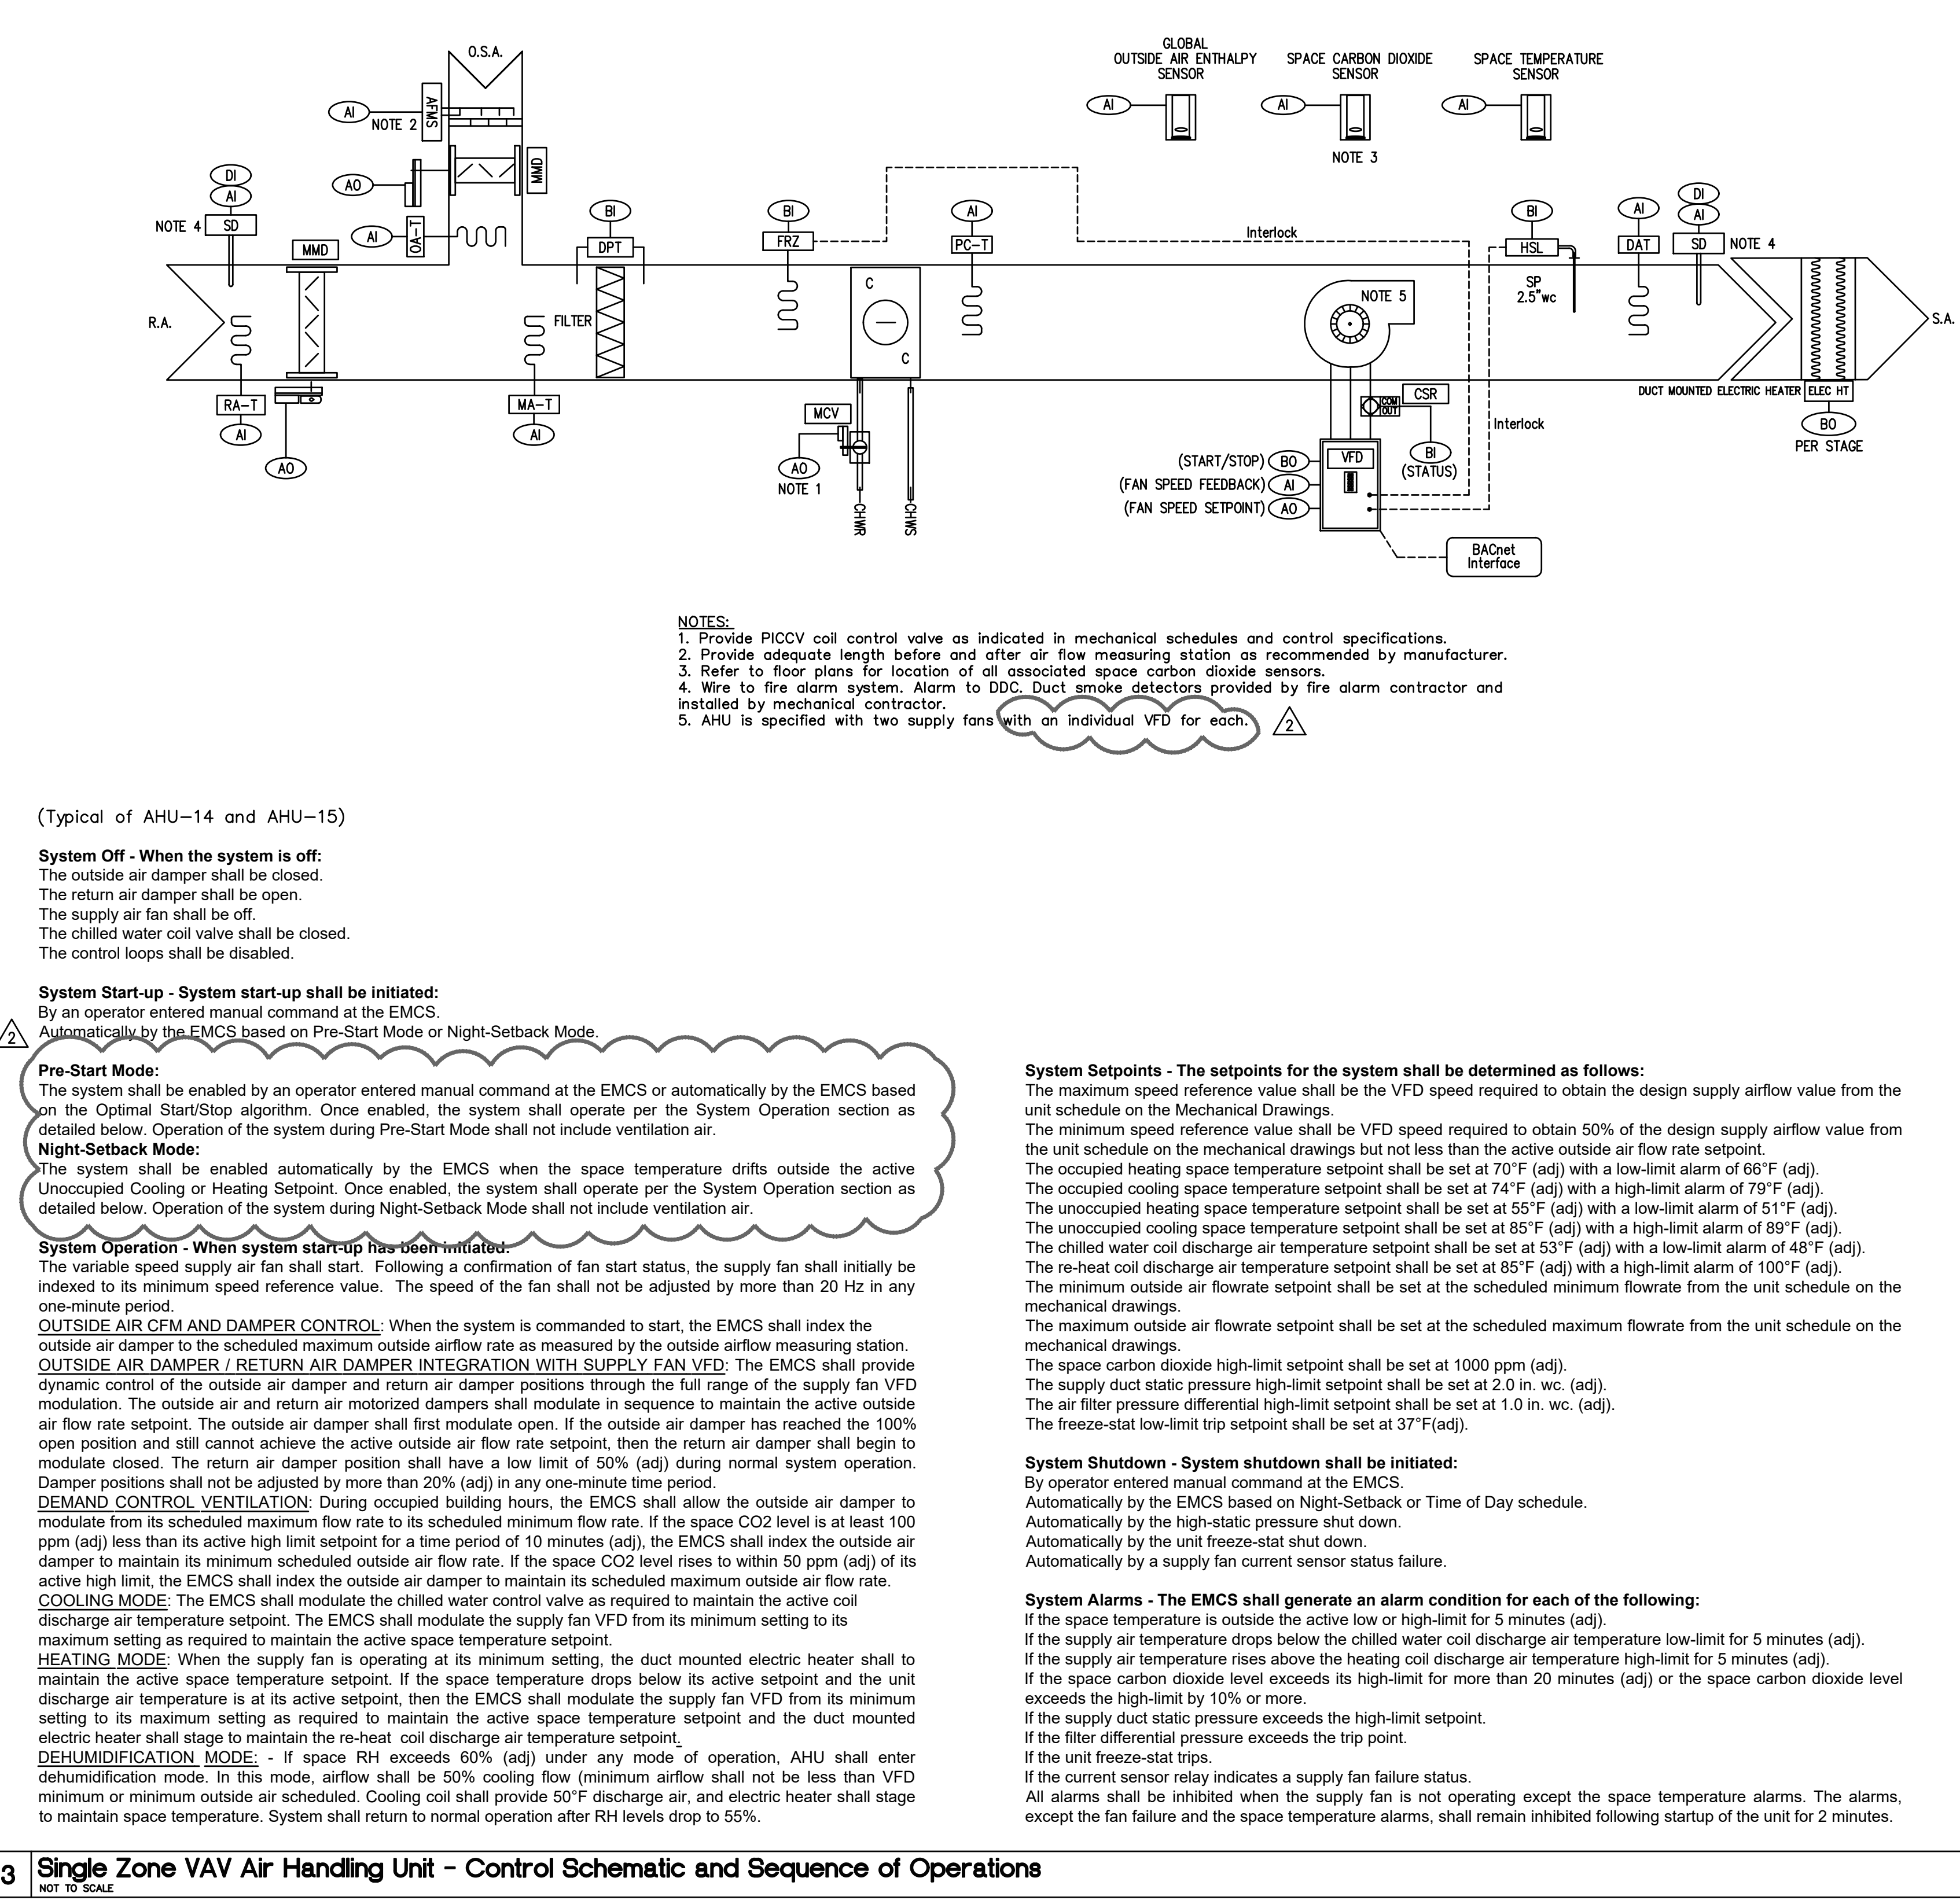 O.S.A.
GLOBAL
OUTSIDE AIR ENTHALPY
SENSOR
SPACE CARBON DIOXIDE
SENSOR
SPACE TEMPERATURE
SENSOR
AI
AFMS
NOTE 2
AI
AI
AI
NOTE 3
MMD
AO
DI
AI
NOTE 4
SD
MMD
AI
OA-T
BI
DPT
BI
FRZ
AI
PC-T
Interlock
BI
HSL
AI
DAT
DI
AI
SD
NOTE 4
SP
2.5"wc
R.A.
FILTER
C
C
NOTE 5
S.A.
RA-T
AI
AO
MA-T
AI
MCV
AO
NOTE 1
CHWR
CHWS
CSR
COM
OUT
BI
(STATUS)
Interlock
DUCT MOUNTED ELECTRIC HEATER
ELEC HT
BO
PER STAGE
VFD
(START/STOP) BO
(FAN SPEED FEEDBACK) AI
(FAN SPEED SETPOINT) AO
BACnet
Interface
NOTES:
1. Provide PICCV coil control valve as indicated in mechanical schedules and control specifications.
2. Provide adequate length before and after air flow measuring station as recommended by manufacturer.
3. Refer to floor plans for location of all associated space carbon dioxide sensors.
4. Wire to fire alarm system. Alarm to DDC. Duct smoke detectors provided by fire alarm contractor and
installed by mechanical contractor.
5. AHU is specified with two supply fans with an individual VFD for each.
2
(Typical of AHU-14 and AHU-15)
System Off - When the system is off:
The outside air damper shall be closed.
The return air damper shall be open.
The supply air fan shall be off.
The chilled water coil valve shall be closed.
The control loops shall be disabled.
System Start-up - System start-up shall be initiated:
By an operator entered manual command at the EMCS.
Automatically by the EMCS based on Pre-Start Mode or Night-Setback Mode.
2
Pre-Start Mode:
The system shall be enabled by an operator entered manual command at the EMCS or automatically by the EMCS based
on the Optimal Start/Stop algorithm. Once enabled, the system shall operate per the System Operation section as
detailed below. Operation of the system during Pre-Start Mode shall not include ventilation air.
Night-Setback Mode:
The system shall be enabled automatically by the EMCS when the space temperature drifts outside the active
Unoccupied Cooling or Heating Setpoint. Once enabled, the system shall operate per the System Operation section as
detailed below. Operation of the system during Night-Setback Mode shall not include ventilation air.
System Operation - When system start-up has been initiated:
The variable speed supply air fan shall start. Following a confirmation of fan start status, the supply fan shall initially be
indexed to its minimum speed reference value. The speed of the fan shall not be adjusted by more than 20 Hz in any
one-minute period.
OUTSIDE AIR CFM AND DAMPER CONTROL: When the system is commanded to start, the EMCS shall index the
outside air damper to the scheduled maximum outside airflow rate as measured by the outside airflow measuring station.
OUTSIDE AIR DAMPER / RETURN AIR DAMPER INTEGRATION WITH SUPPLY FAN VFD: The EMCS shall provide
dynamic control of the outside air damper and return air damper positions through the full range of the supply fan VFD
modulation. The outside air and return air motorized dampers shall modulate in sequence to maintain the active outside
air flow rate setpoint. The outside air damper shall first modulate open. If the outside air damper has reached the 100%
open position and still cannot achieve the active outside air flow rate setpoint, then the return air damper shall begin to
modulate closed. The return air damper position shall have a low limit of 50% (adj) during normal system operation.
Damper positions shall not be adjusted by more than 20% (adj) in any one-minute time period.
DEMAND CONTROL VENTILATION: During occupied building hours, the EMCS shall allow the outside air damper to
modulate from its scheduled maximum flow rate to its scheduled minimum flow rate. If the space CO2 level is at least 100
ppm (adj) less than its active high limit setpoint for a time period of 10 minutes (adj), the EMCS shall index the outside air
damper to maintain its minimum scheduled outside air flow rate. If the space CO2 level rises to within 50 ppm (adj) of its
active high limit, the EMCS shall index the outside air damper to maintain its scheduled maximum outside air flow rate.
COOLING MODE: The EMCS shall modulate the chilled water control valve as required to maintain the active coil
discharge air temperature setpoint. The EMCS shall modulate the supply fan VFD from its minimum setting to its
maximum setting as required to maintain the active space temperature setpoint.
HEATING MODE: When the supply fan is operating at its minimum setting, the duct mounted electric heater shall to
maintain the active space temperature setpoint. If the space temperature drops below its active setpoint and the unit
discharge air temperature is at its active setpoint, then the EMCS shall modulate the supply fan VFD from its minimum
setting to its maximum setting as required to maintain the active space temperature setpoint and the duct mounted
electric heater shall stage to maintain the re-heat coil discharge air temperature setpoint.
DEHUMIDIFICATION MODE: - If space RH exceeds 60% (adj) under any mode of operation, AHU shall enter
dehumidification mode. In this mode, airflow shall be 50% cooling flow (minimum airflow shall not be less than VFD
minimum or minimum outside air scheduled. Cooling coil shall provide 50°F discharge air, and electric heater shall stage
to maintain space temperature. System shall return to normal operation after RH levels drop to 55%.
System Setpoints - The setpoints for the system shall be determined as follows:
The maximum speed reference value shall be the VFD speed required to obtain the design supply airflow value from the
unit schedule on the Mechanical Drawings.
The minimum speed reference value shall be VFD speed required to obtain 50% of the design supply airflow value from
the unit schedule on the mechanical drawings but not less than the active outside air flow rate setpoint.
The occupied heating space temperature setpoint shall be set at 70°F (adj) with a low-limit alarm of 66°F (adj).
The occupied cooling space temperature setpoint shall be set at 74°F (adj) with a high-limit alarm of 79°F (adj).
The unoccupied heating space temperature setpoint shall be set at 55°F (adj) with a low-limit alarm of 51°F (adj).
The unoccupied cooling space temperature setpoint shall be set at 85°F (adj) with a high-limit alarm of 89°F (adj).
The chilled water coil discharge air temperature setpoint shall be set at 53°F (adj) with a low-limit alarm of 48°F (adj).
The re-heat coil discharge air temperature setpoint shall be set at 85°F (adj) with a high-limit alarm of 100°F (adj).
The minimum outside air flowrate setpoint shall be set at the scheduled minimum flowrate from the unit schedule on the
mechanical drawings.
The maximum outside air flowrate setpoint shall be set at the scheduled maximum flowrate from the unit schedule on the
mechanical drawings.
The space carbon dioxide high-limit setpoint shall be set at 1000 ppm (adj).
The supply duct static pressure high-limit setpoint shall be set at 2.0 in. wc. (adj).
The air filter pressure differential high-limit setpoint shall be set at 1.0 in. wc. (adj).
The freeze-stat low-limit trip setpoint shall be set at 37°F(adj).
System Shutdown - System shutdown shall be initiated:
By operator entered manual command at the EMCS.
Automatically by the EMCS based on Night-Setback or Time of Day schedule.
Automatically by the high-static pressure shut down.
Automatically by the unit freeze-stat shut down.
Automatically by a supply fan current sensor status failure.
System Alarms - The EMCS shall generate an alarm condition for each of the following:
If the space temperature is outside the active low or high-limit for 5 minutes (adj).
If the supply air temperature drops below the chilled water coil discharge air temperature low-limit for 5 minutes (adj).
If the supply air temperature rises above the heating coil discharge air temperature high-limit for 5 minutes (adj).
If the space carbon dioxide level exceeds its high-limit for more than 20 minutes (adj) or the space carbon dioxide level
exceeds the high-limit by 10% or more.
If the supply duct static pressure exceeds the high-limit setpoint.
If the filter differential pressure exceeds the trip point.
If the unit freeze-stat trips.
If the current sensor relay indicates a supply fan failure status.
All alarms shall be inhibited when the supply fan is not operating except the space temperature alarms. The alarms,
except the fan failure and the space temperature alarms, shall remain inhibited following startup of the unit for 2 minutes.
3
Single Zone VAV Air Handling Unit - Control Schematic and Sequence of Operations
NOT TO SCALE